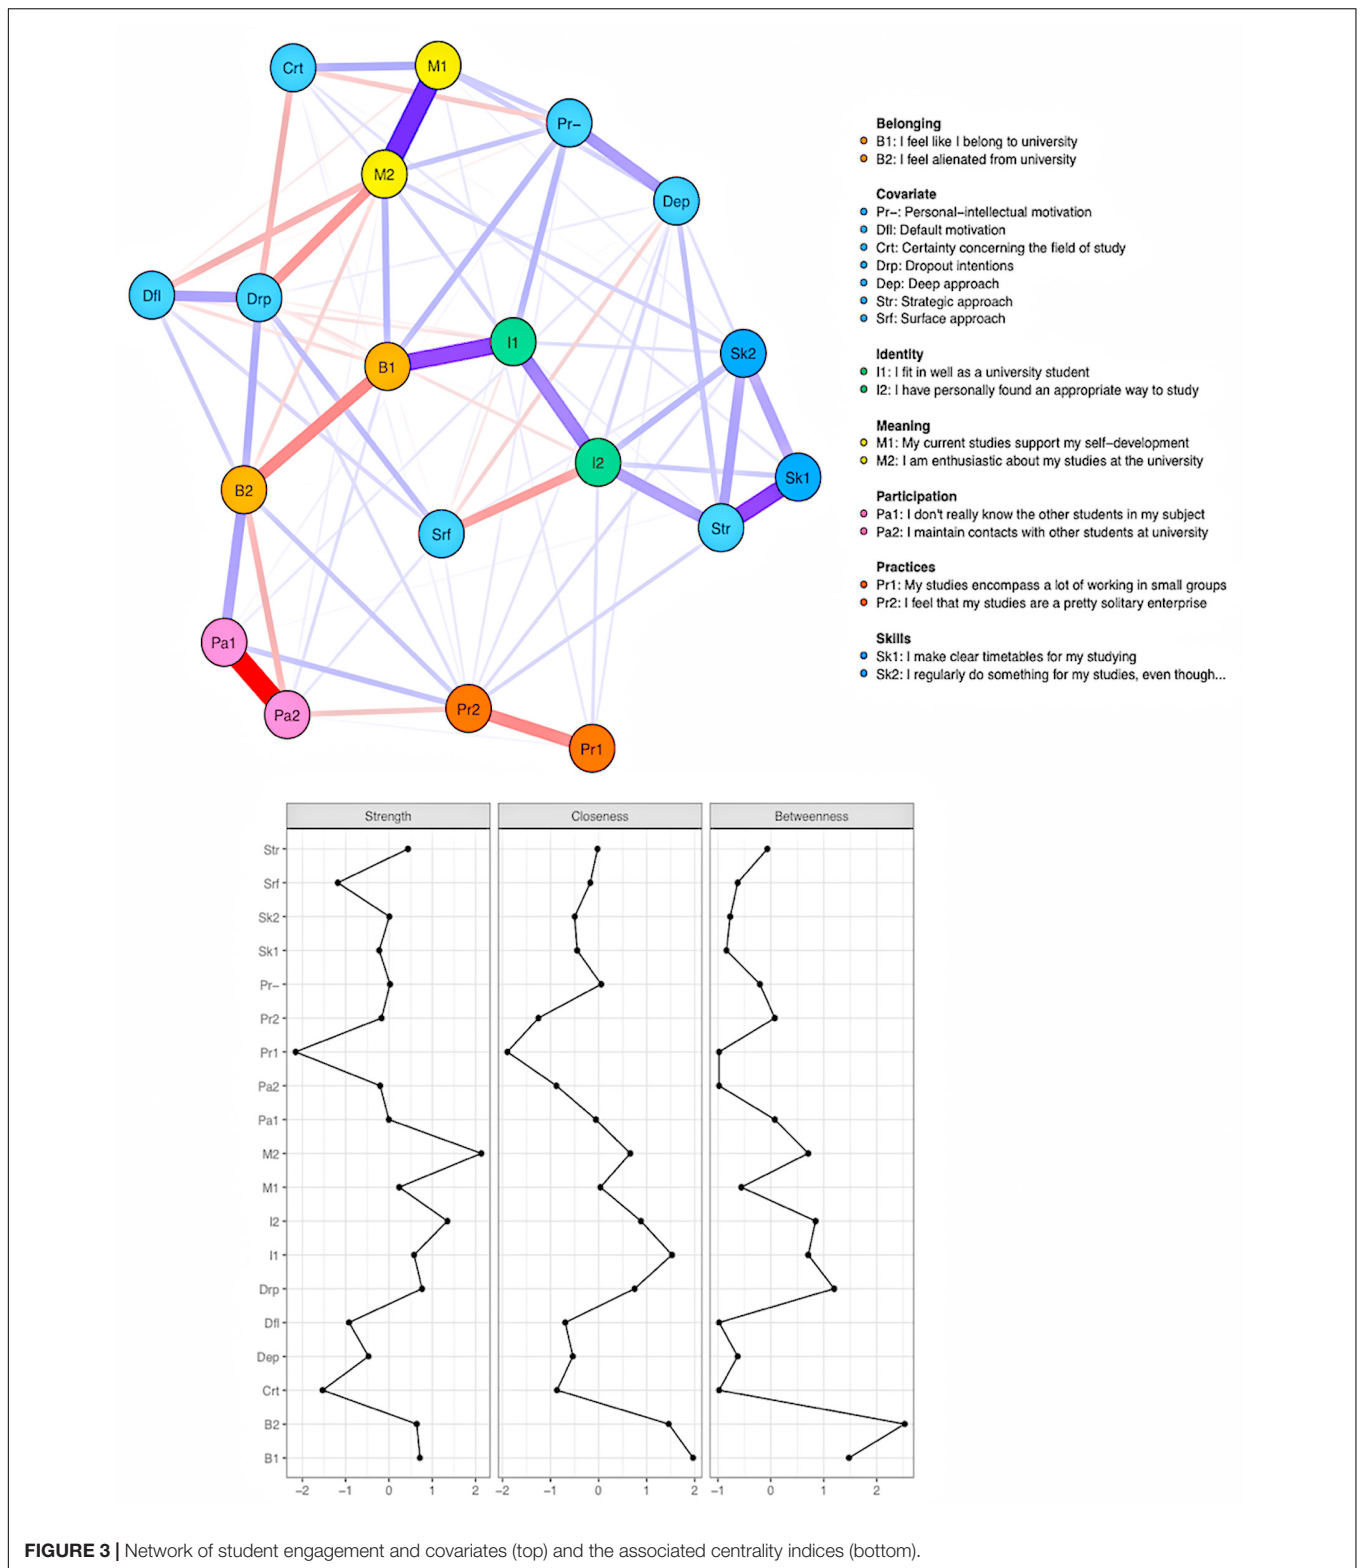 Crt
M1
Pr–
M2
Dep
Dfl
Drp
I1
B1
Sk2
I2
Sk1
B2
Srf
Str
Pa1
Pa2
Pr2
Pr1
Belonging
B1: I feel like I belong to university
B2: I feel alienated from university
Covariate
Pr–: Personal–intellectual motivation
Dfl: Default motivation
Crt: Certainty concerning the field of study
Drp: Dropout intentions
Dep: Deep approach
Str: Strategic approach
Srf: Surface approach
Identity
I1: I fit in well as a university student
I2: I have personally found an appropriate way to study
Meaning
M1: My current studies support my self–development
M2: I am enthusiastic about my studies at the university
Participation
Pa1: I don't really know the other students in my subject
Pa2: I maintain contacts with other students at university
Practices
Pr1: My studies encompass a lot of working in small groups
Pr2: I feel that my studies are a pretty solitary enterprise
Skills
Sk1: I make clear timetables for my studying
Sk2: I regularly do something for my studies, even though...
Strength Closeness Betweenness
Str
Srf
Sk2
Sk1
Pr–
Pr2
Pr1
Pa2
Pa1
M2
M1
I2
I1
Drp
Dfl
Dep
Crt
B2
B1
–2 –1 0 1 2 –2 –1 0 1 2 –1 0 1 2
FIGURE 3 | Network of student engagement and covariates (top) and the associated centrality indices (bottom).